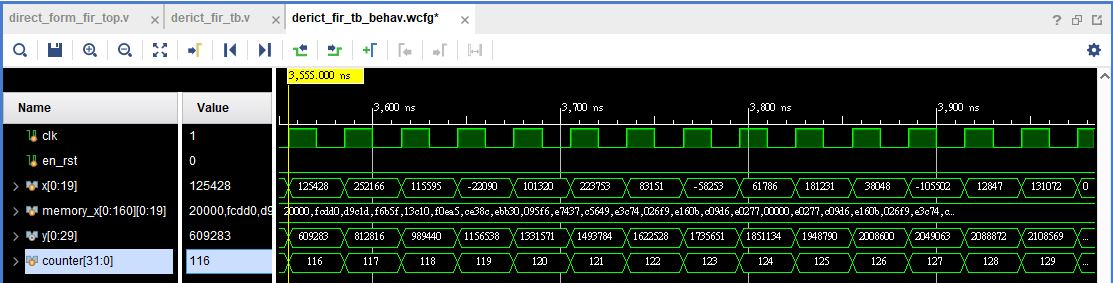 direct_form_fir_top.v × derict_fir_tb.v × derict_fir_tb_behav.wcfg* ×
3,555.000 ns
Name Value 3,600 ns 3,700 ns 3,800 ns 3,900 ns
clk 1
en_rst 0
x[0:19] 125428 125428 252166 115595 -22090 101320 223753 83151 -58253 61786 181231 38048 -105502 12847 131072 0
memory_x[0:160][0:19] 20000,fcdd0,d9 20000,fcdd0,d9c1d,f6b5f,13c10,f0ea5,ce38c,ebb30,095f6,e7437,c5649,e3c74,026f9,e160b,c09d6,e0277,00000,e0277,c09d6,e160b,026f9,e3c74,c…
y[0:29] 609283 609283 812816 989440 1156538 1331571 1493784 1622528 1735651 1851134 1948790 2008600 2049063 2088872 2108569 ...
counter[31:0] 116 116 117 118 119 120 121 122 123 124 125 126 127 128 129 ...